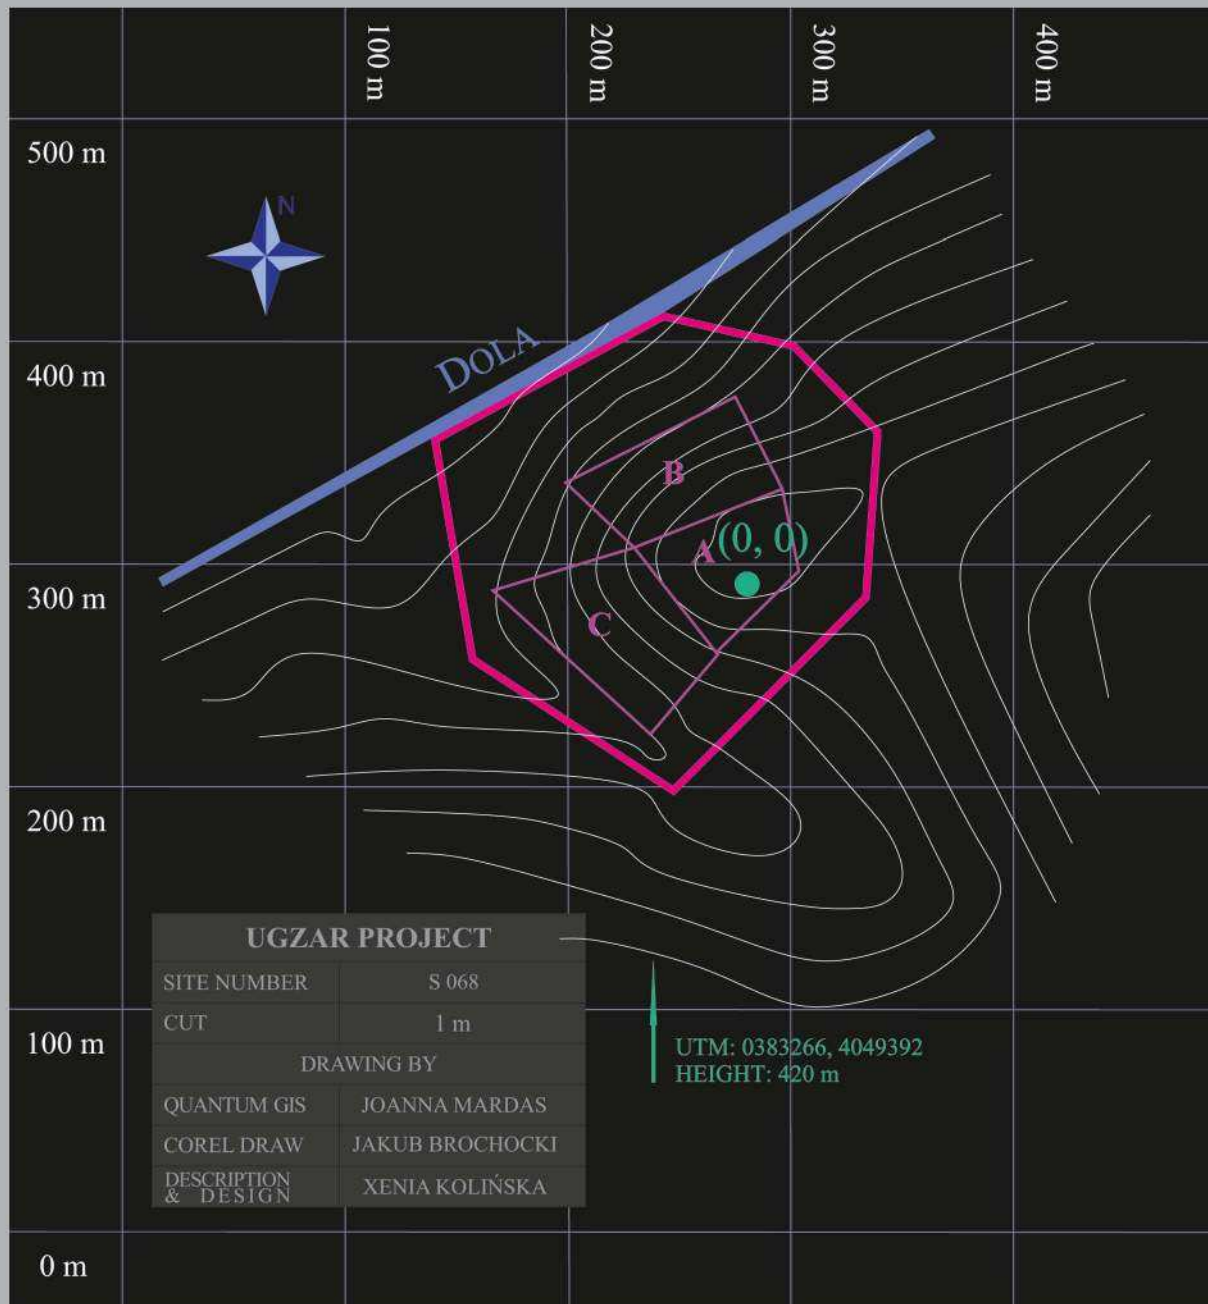 100 m
200 m
300 m
400 m
500 m
N
DOLA
400 m
B
A (0, 0)
300 m
C
200 m
UGZAR PROJECT
SITE NUMBER S 068
CUT 1 m
100 m
UTM: 0383266, 4049392
HEIGHT: 420 m
DRAWING BY
QUANTUM GIS JOANNA MARDAS
COREL DRAW JAKUB BROCHOCKI
DESCRIPTION
& DESIGN XENIA KOLIŃSKA
0 m